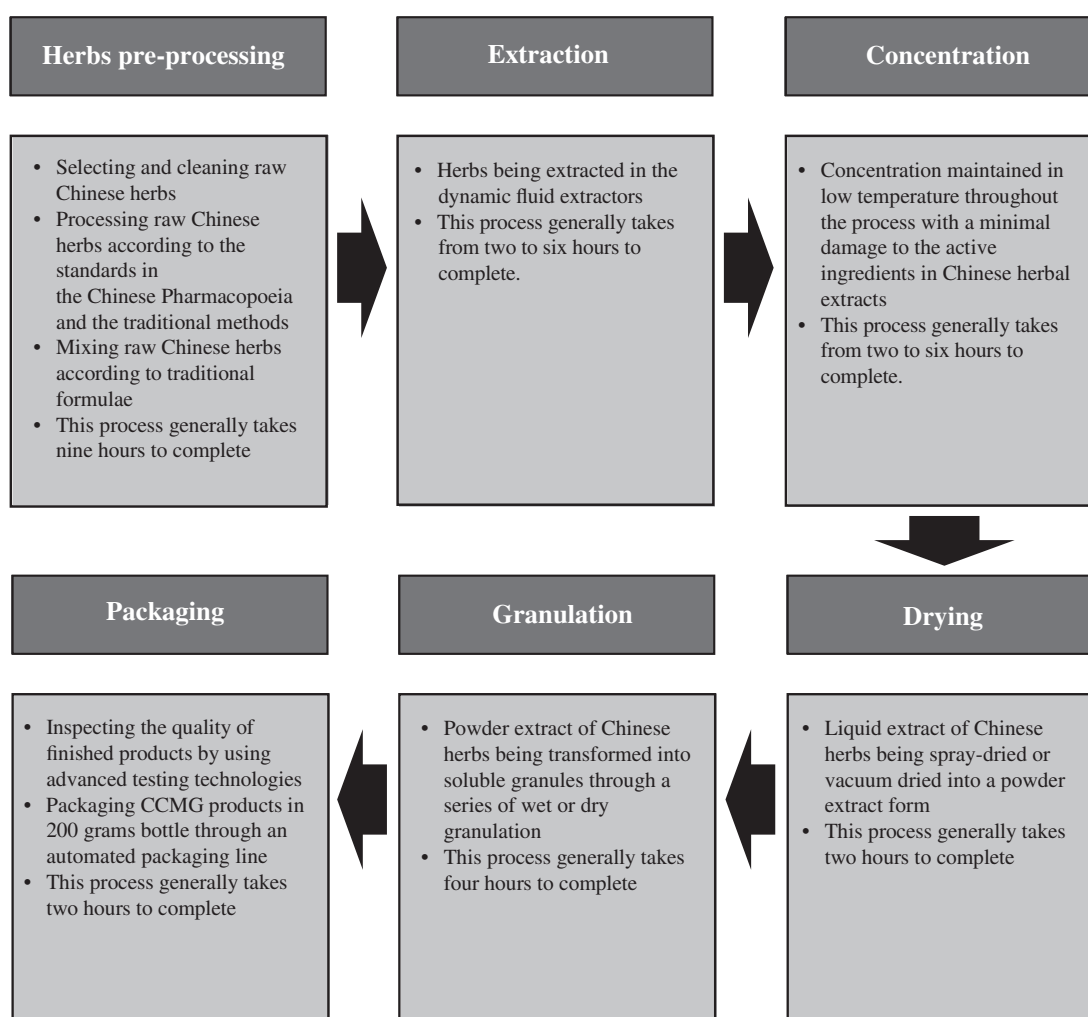 Herbs pre-processing
• Selecting and cleaning raw
Chinese herbs
• Processing raw Chinese
herbs according to the
standards in
the Chinese Pharmacopoeia
and the traditional methods
• Mixing raw Chinese herbs
according to traditional
formulae
• This process generally takes
nine hours to complete
Extraction
• Herbs being extracted in the
dynamic fluid extractors
• This process generally takes
from two to six hours to
complete.
Concentration
• Concentration maintained in
low temperature throughout
the process with a minimal
damage to the active
ingredients in Chinese herbal
extracts
• This process generally takes
from two to six hours to
complete.
Drying
• Liquid extract of Chinese
herbs being spray-dried or
vacuum dried into a powder
extract form
• This process generally takes
two hours to complete
Granulation
• Powder extract of Chinese
herbs being transformed into
soluble granules through a
series of wet or dry
granulation
• This process generally takes
four hours to complete
Packaging
• Inspecting the quality of
finished products by using
advanced testing technologies
• Packaging CCMG products in
200 grams bottle through an
automated packaging line
• This process generally takes
two hours to complete